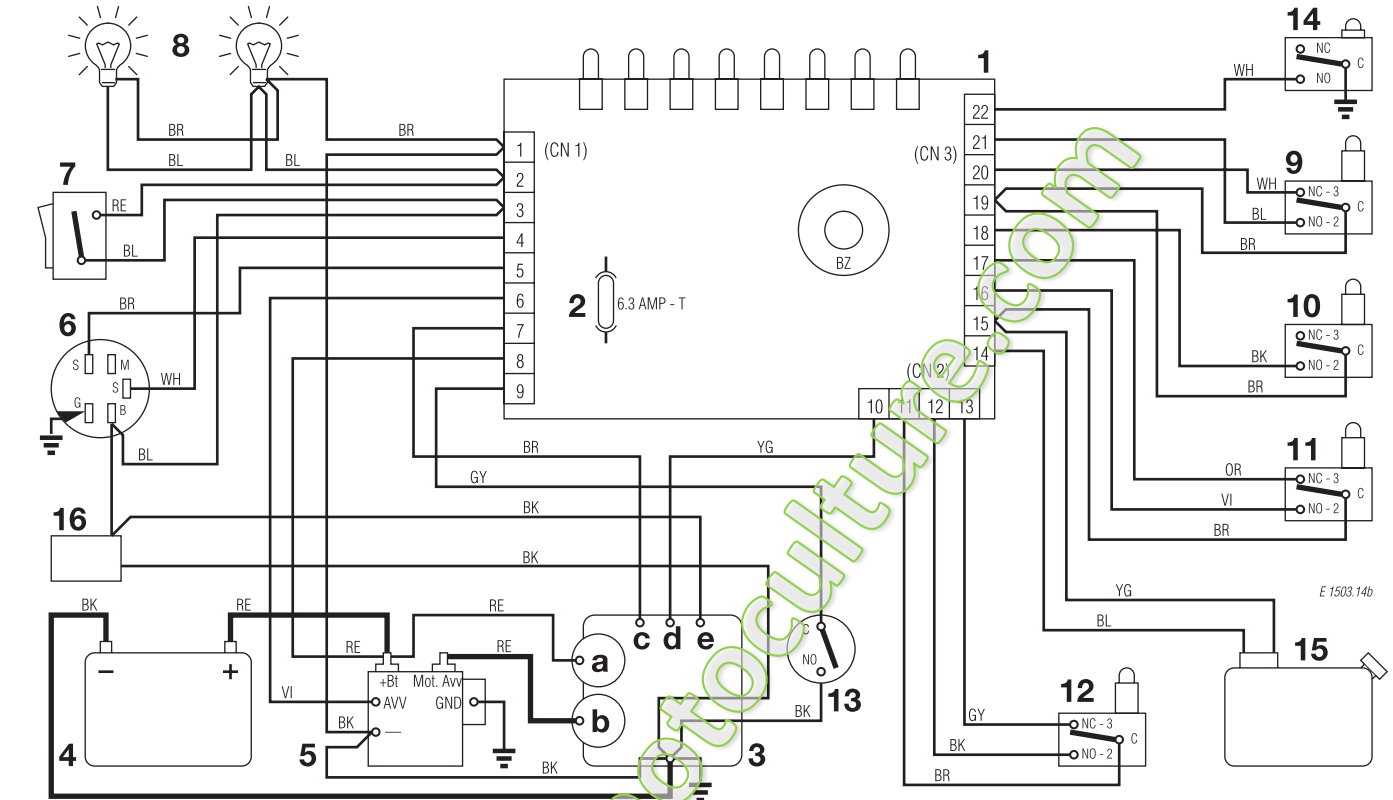 8
1
14
NC
C
NO
WH
BR
BR
BL
BL
7
RE
BL
1
2
3
4
5
6
7
8
9
(CN 1)
(CN 3)
22
21
20
19
18
17
16
15
14
BZ
2
6.3 AMP - T
(CN 2)
10
11
12
13
9
WH
NC - 3
C
BL
NO - 2
BR
BR
6
S
M
S
WH
G
B
BL
10
NC - 3
C
BK
NO - 2
BR
BR
YG
GY
11
OR
NC - 3
C
VI
NO - 2
BR
16
BK
BK
BK
RE
RE
RE
RE
4
−
+
+Bt
Mot. Avv
VI
AVV
GND
BK
—
5
BK
a
b
c
d
e
3
C
NO
13
BK
E 1503.14b
YG
BL
15
12
GY
NC - 3
C
BK
NO - 2
BR
otoculture.com